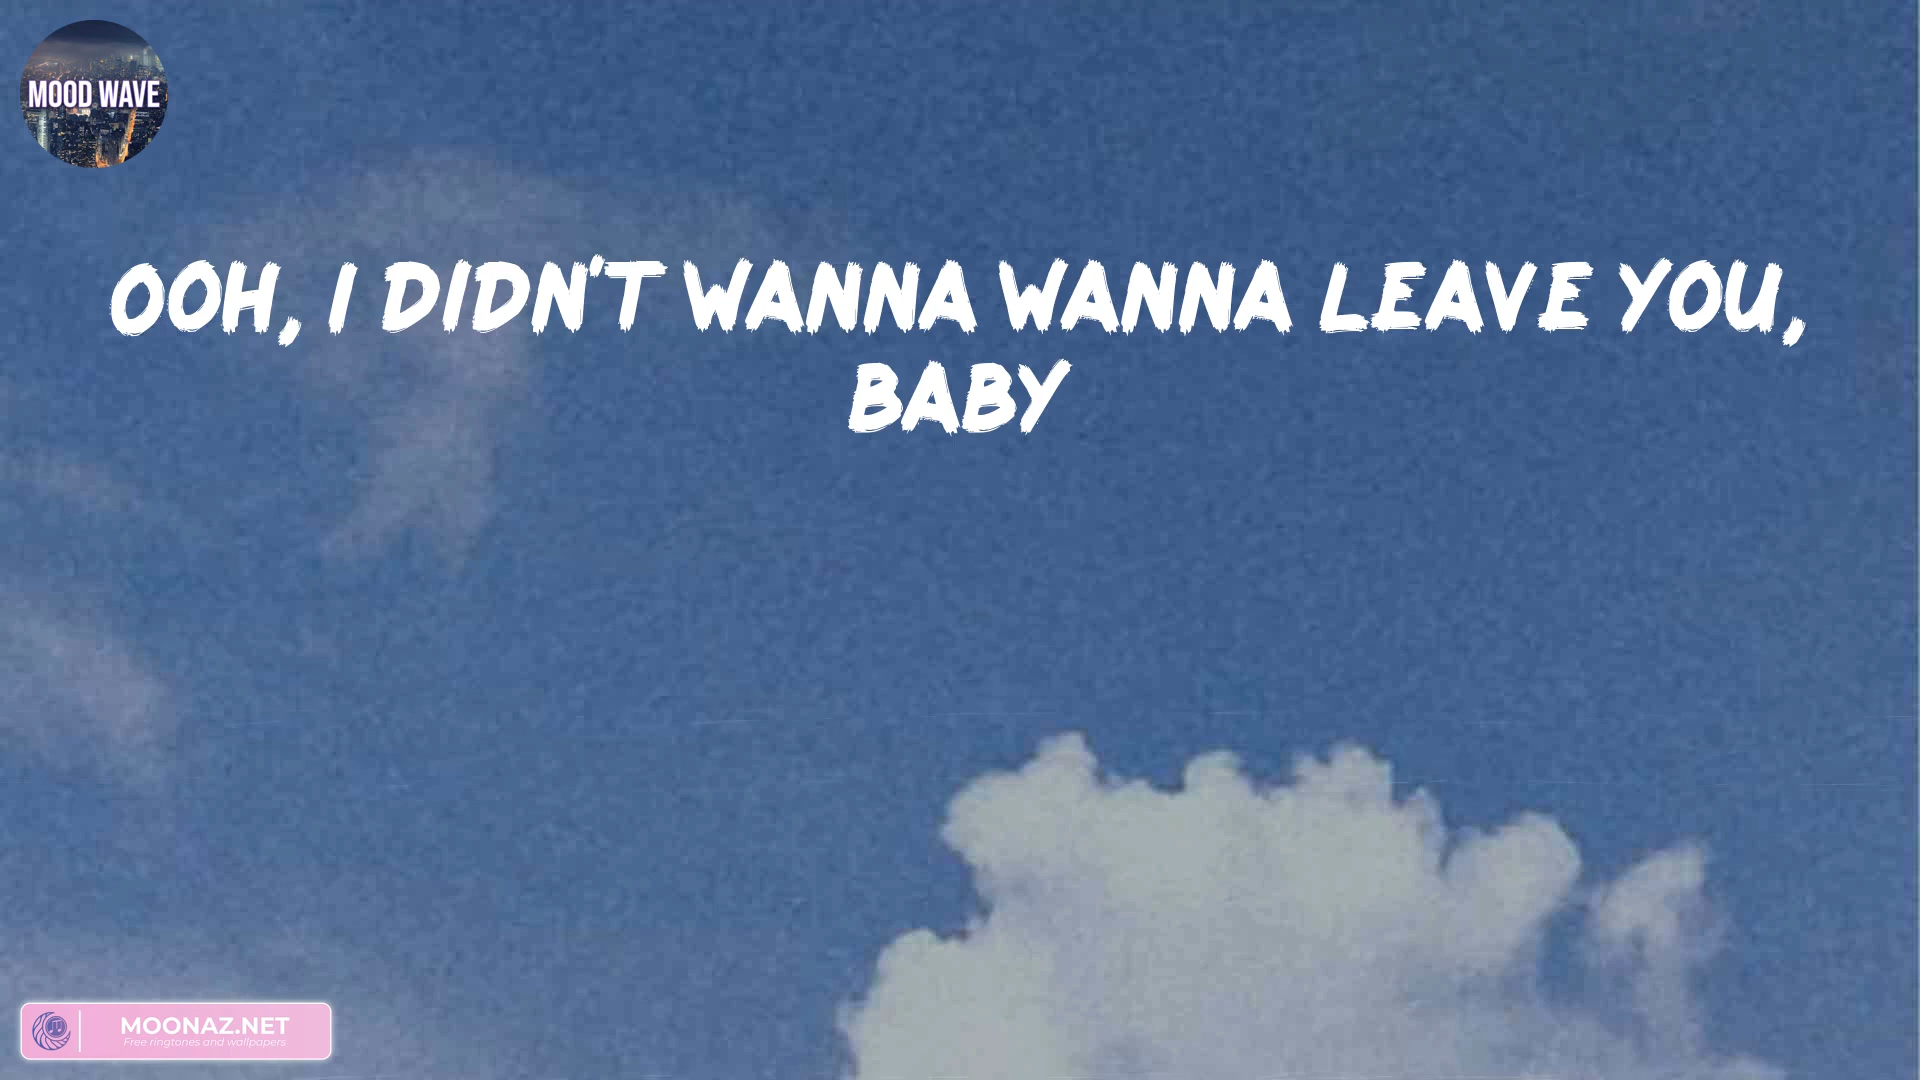 MOOD WAVE
OOH, I DIDN'T WANNA WANNA LEAVE YOU,
BABY
MOONAZ.NET
Free ringtones and wallpapers